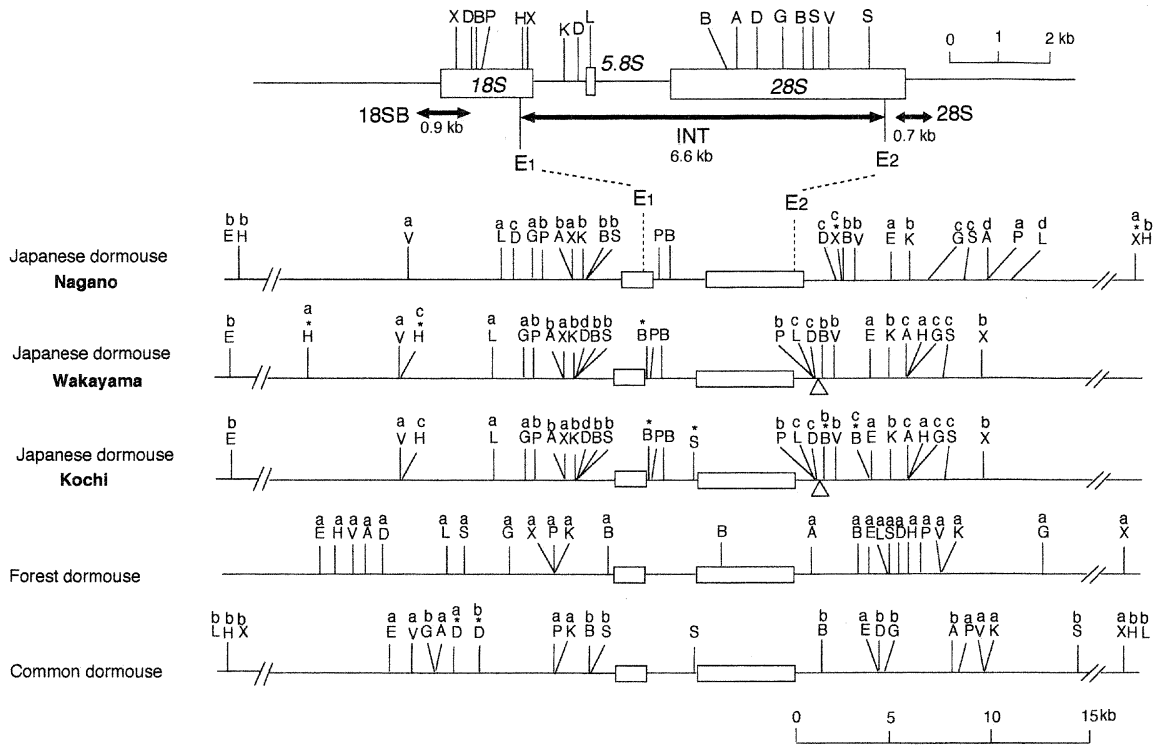 X D B P H X K D L B A D G B S V S
0 1 2 kb
18S 5.8S 28S
18SB 0.9 kb INT 6.6 kb 0.7 kb 28S
E1 E2
E1 E2
b b a a c a b a a b b b c c b b a b c c d a d a b
E H V L D G P A X K B S P B D X * B V E K G S A P L X * H
Japanese dormouse
Nagano
b a a c a a b b a b d b b * b c c b b a b c a c c b
E H * V H * L G P A X K D B S B P B P L D B V E K A H G S X
Japanese dormouse
Wakayama
b a c a a b b a b d b b * * b c c b b c a b c a c c b
E V H L G P A X K D B S B P B S P L D B * V B * E K A H G S X
Japanese dormouse
Kochi
a a a a a a a a a a a a a a a a a a a a a a a a a
E H V A D L S G X P K B B A B E L S D H P V K G X
Forest dormouse
b b b a a b a a b a a b b b a b b b a a a b a b b
L H X E V G A D * D * P K B S S B E D G A P V K S X H L
Common dormouse
0 5 10 15 kb